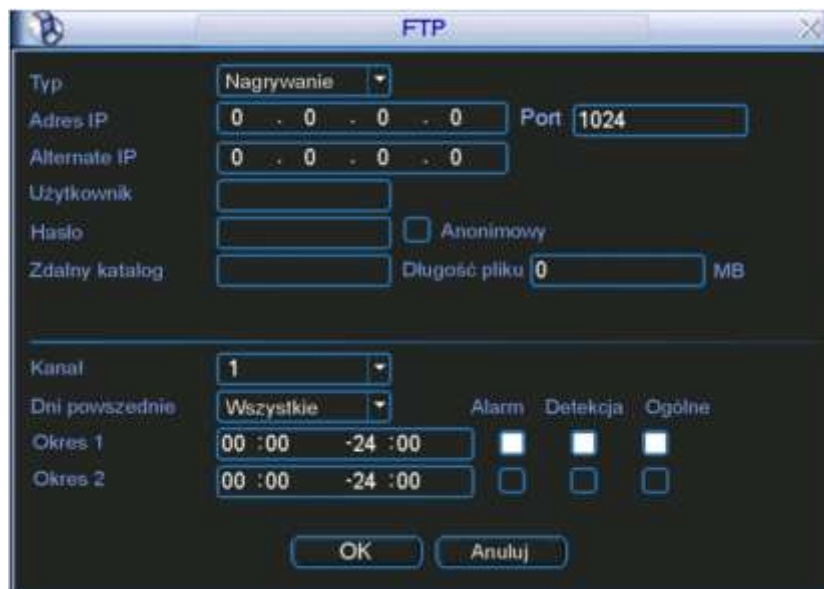 FTP
Typ Nagrywanie
Adres IP 0 . 0 . 0 . 0 Port 1024
Alternate IP 0 . 0 . 0 . 0
Użytkownik
Hasło Anonimowy
Zdalny katalog Długość pliku 0 MB
Kanał 1
Dni powszednie Wszystkie Alarm Detekcja Ogólne
Okres 1 00 :00 -24 :00
Okres 2 00 :00 -24 :00
OK Anuluj